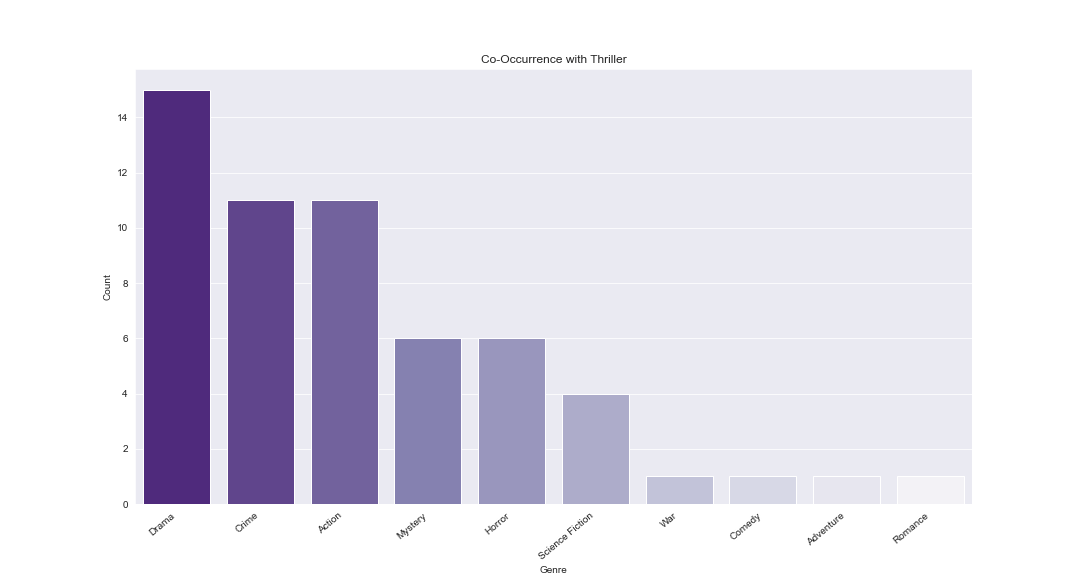 Co-Occurrence with Thriller
14
12
10
8
6
4
2
0
Count
Drama
Crime
Action
Mystery
Horror
Science Fiction
War
Comedy
Adventure
Romance
Genre